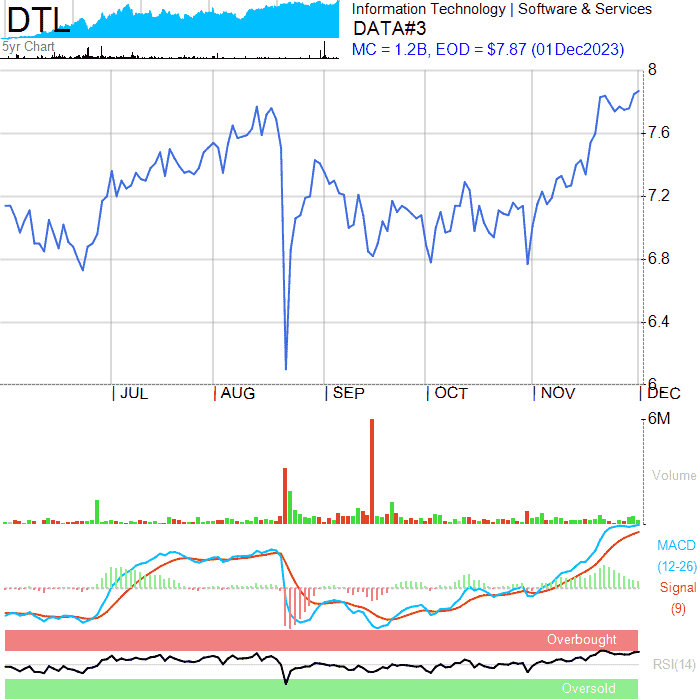 DTL
5yr Chart
Information Technology | Software & Services
DATA#3
MC = 1.2B, EOD = $7.87 (01Dec2023)
8
7.6
7.2
6.8
6.4
6
JUL AUG SEP OCT NOV DEC
6M
Volume
MACD
(12-26)
Signal
(9)
Overbought
RSI(14)
Oversold